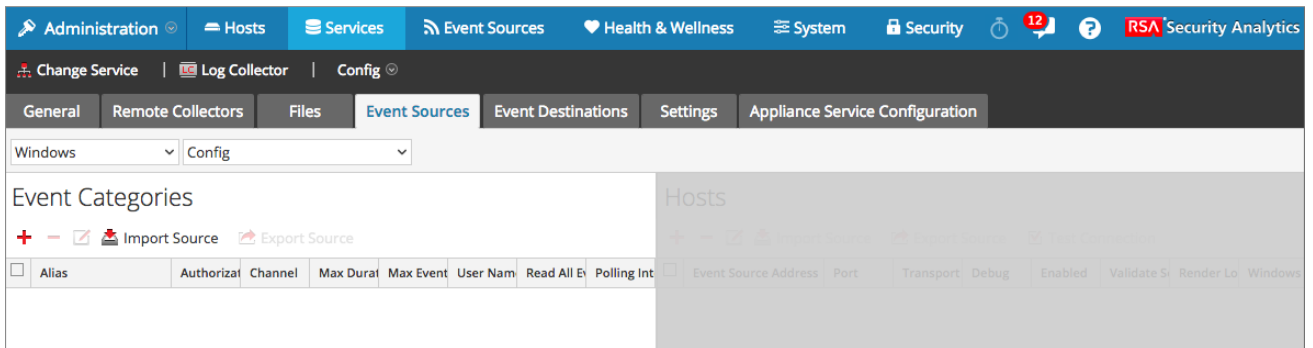 Administration Hosts Services Event Sources Health & Wellness System Security 12 ? RSA Security Analytics
Change Service | LC Log Collector | Config
General Remote Collectors Files Event Sources Event Destinations Settings Appliance Service Configuration
Windows Config
Event Categories Hosts
Import Source Export Source Import Source Export Source Test Connection
Alias Authorizat Channel Max Durat Max Event User Nam Read All Ev Polling Int Event Source Address Port Transport Debug Enabled Validate Se Render Lo Windows